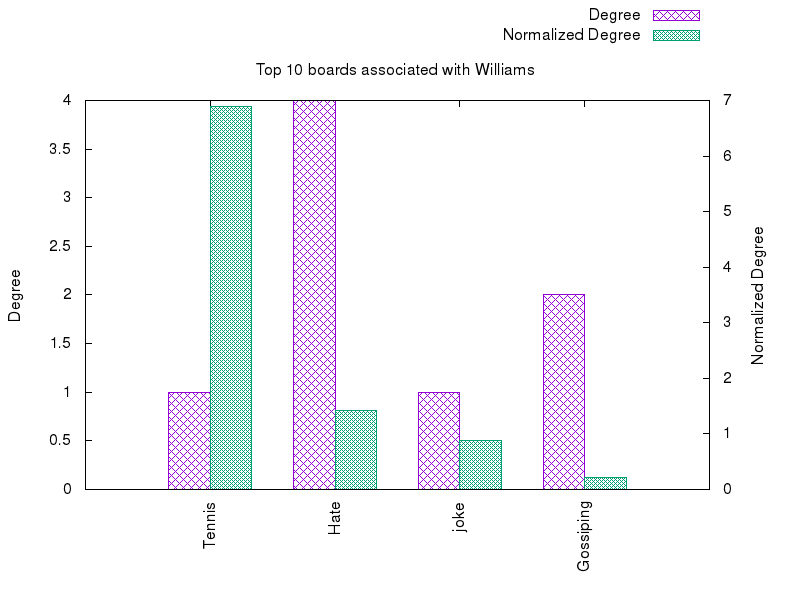 Degree
Normalized Degree
Top 10 boards associated with Williams
4
3.5
3
2.5
2
1.5
1
0.5
0
Degree
7
6
5
4
3
2
1
0
Normalized Degree
Tennis
Hate
joke
Gossiping